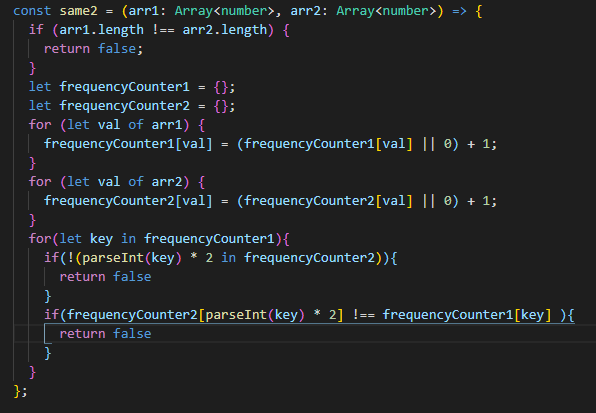 const same2 = (arr1: Array<number>, arr2: Array<number>) => {
if (arr1.length !== arr2.length) {
return false;
}
let frequencyCounter1 = {};
let frequencyCounter2 = {};
for (let val of arr1) {
frequencyCounter1[val] = (frequencyCounter1[val] || 0) + 1;
}
for (let val of arr2) {
frequencyCounter2[val] = (frequencyCounter2[val] || 0) + 1;
}
for(let key in frequencyCounter1){
if(!(parseInt(key) * 2 in frequencyCounter2)){
return false
}
if(frequencyCounter2[parseInt(key) * 2] !== frequencyCounter1[key] ){
return false
}
}
};